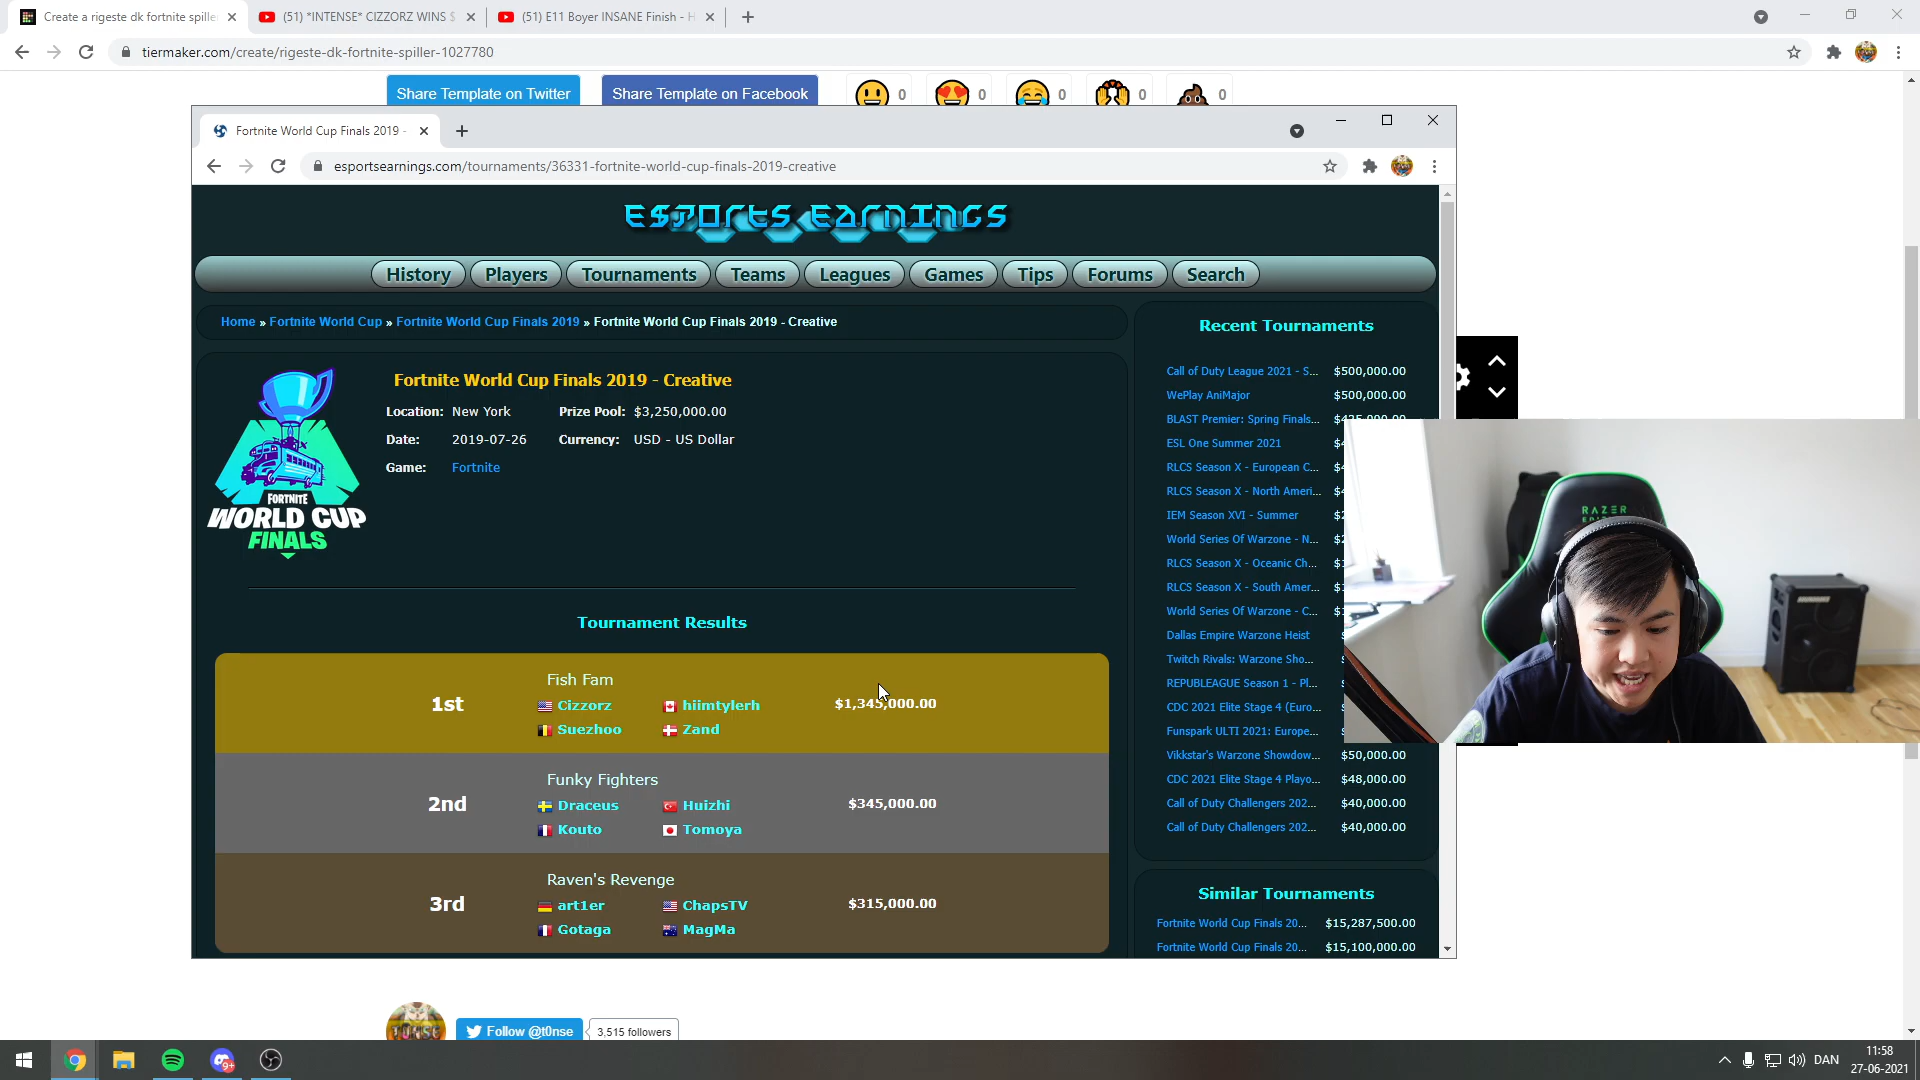 Create a rigeste dk fortnite spille
(51) *INTENSE* CIZZORZ WINS $
(51) E11 Boyer INSANE Finish - H
tiermaker.com/create/rigeste-dk-fortnite-spiller-1027780
Share Template on Twitter
Share Template on Facebook
0
0
0
0
0
Fortnite World Cup Finals 2019 -
esportsearnings.com/tournaments/36331-fortnite-world-cup-finals-2019-creative
ESPORTS EARNINGS
History
Players
Tournaments
Teams
Leagues
Games
Tips
Forums
Search
Home » Fortnite World Cup » Fortnite World Cup Finals 2019 » Fortnite World Cup Finals 2019 - Creative
FORTNITE
WORLD CUP
FINALS
Fortnite World Cup Finals 2019 - Creative
Location: New York Prize Pool: $3,250,000.00
Date: 2019-07-26 Currency: USD - US Dollar
Game: Fortnite
Tournament Results
1st
Fish Fam
Cizzorz hiimtylerh
Suezhoo Zand
$1,345,000.00
2nd
Funky Fighters
Draceus Huizhi
Kouto Tomoya
$345,000.00
3rd
Raven's Revenge
art1er ChapsTV
Gotaga MagMa
$315,000.00
Recent Tournaments
Call of Duty League 2021 - S... $500,000.00
WePlay AniMajor $500,000.00
BLAST Premier: Spring Finals... $425,000.00
ESL One Summer 2021
RLCS Season X - European C...
RLCS Season X - North Ameri...
IEM Season XVI - Summer
World Series Of Warzone - N...
RLCS Season X - Oceanic Ch...
RLCS Season X - South Amer...
World Series Of Warzone - C...
Dallas Empire Warzone Heist
Twitch Rivals: Warzone Sho...
REPUBLEAGUE Season 1 - Pl...
CDC 2021 Elite Stage 4 (Euro...
Funspark ULTI 2021: Europe...
Vikkstar's Warzone Showdow... $50,000.00
CDC 2021 Elite Stage 4 Playo... $48,000.00
Call of Duty Challengers 202... $40,000.00
Call of Duty Challengers 202... $40,000.00
Similar Tournaments
Fortnite World Cup Finals 20... $15,287,500.00
Fortnite World Cup Finals 20... $15,100,000.00
RAZER
T0NSE
Follow @t0nse
3,515 followers
9+
DAN
11:58
27-06-2021